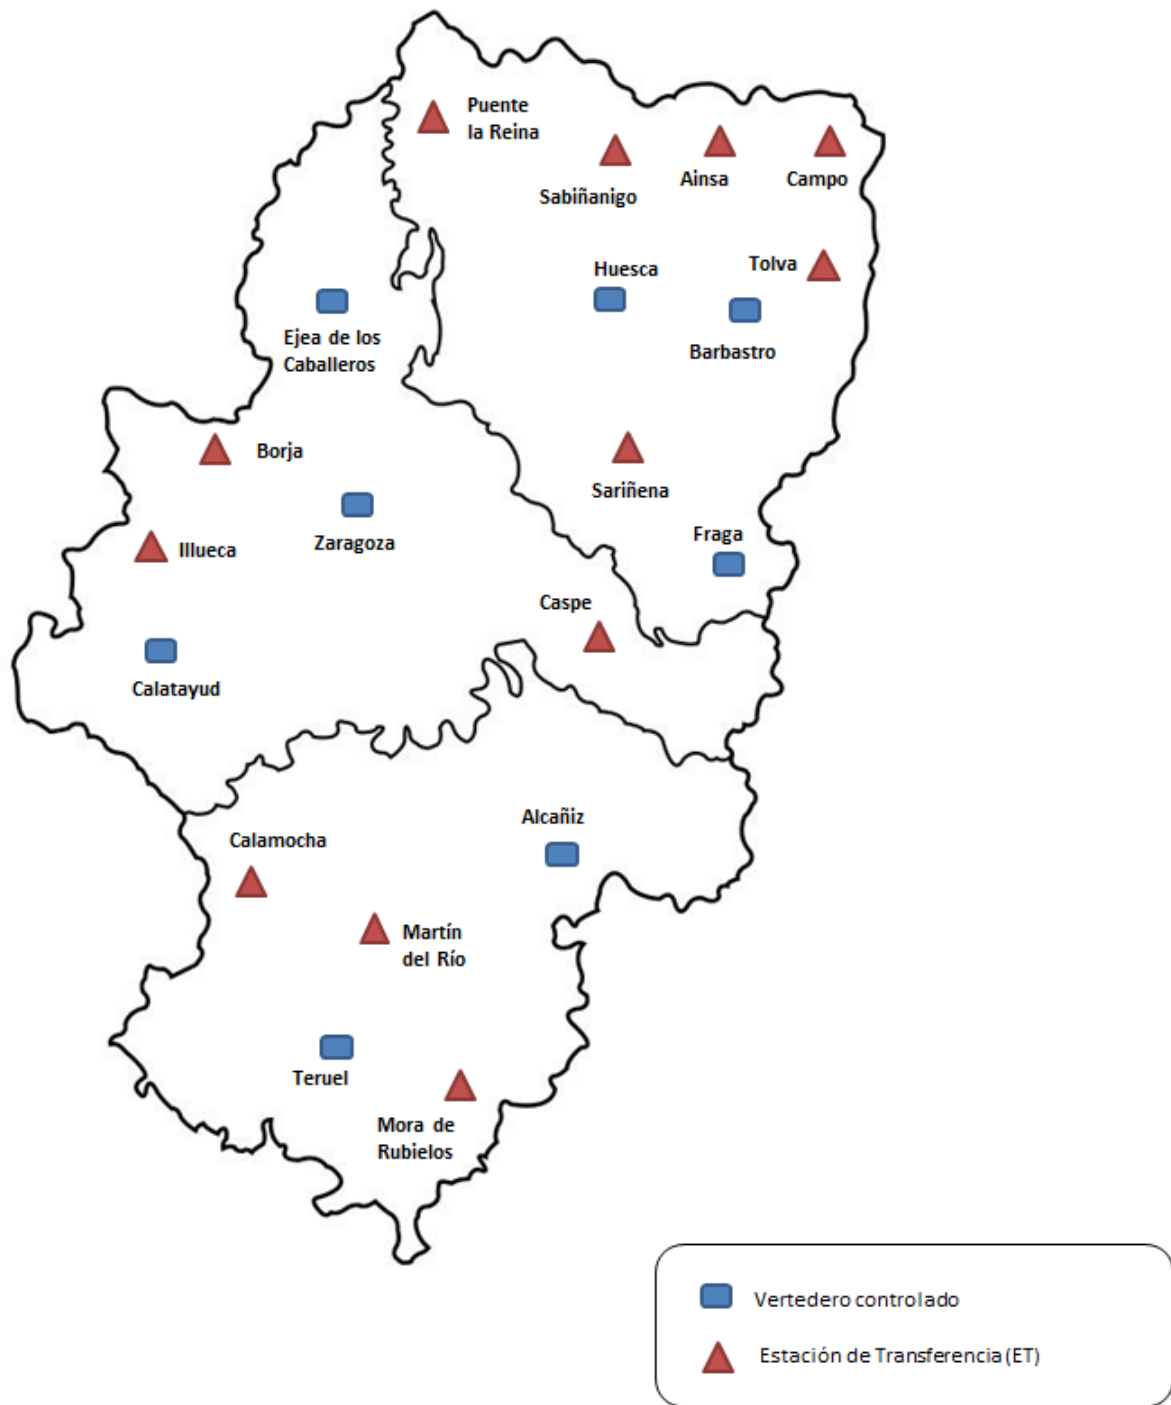 Puente
la Reina
Sabiñanigo
Ainsa
Campo
Huesca
Tolva
Ejea de los
Caballeros
Barbastro
Borja
Sariñena
Zaragoza
Illueca
Fraga
Caspe
Calatayud
Alcañiz
Calamocha
Martín
del Río
Teruel
Mora de
Rubielos
Vertedero controlado
Estación de Transferencia (ET)